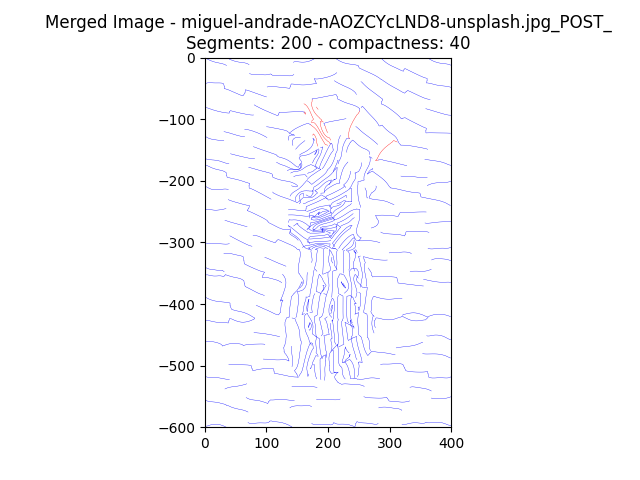 Merged Image - miguel-andrade-nAOZCYcLND8-unsplash.jpg_POST_
Segments: 200 - compactness: 40
0
−100
−200
−300
−400
−500
−600
0 100 200 300 400